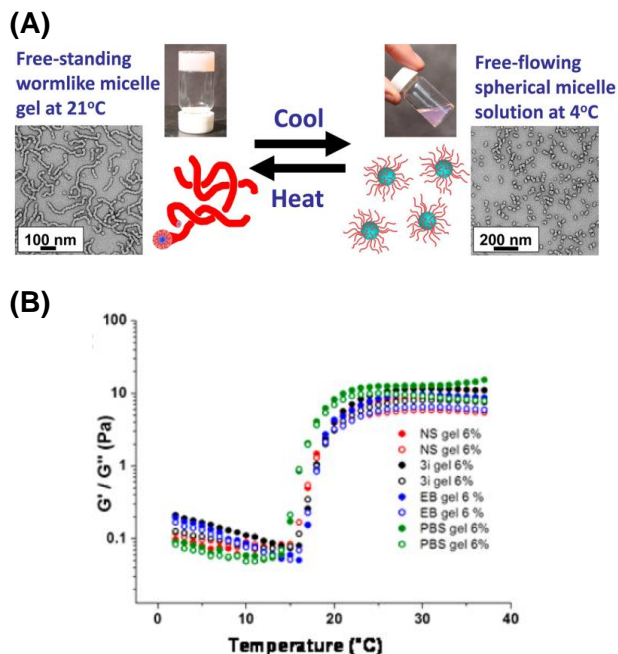 (A)
Free-standing
wormlike micelle
gel at 21°C
Cool
Heat
Free-flowing
spherical micelle
solution at 4°C
100 nm
200 nm
(B)
G' / G'' (Pa)
100
10
1
0.1
NS gel 6%
NS gel 6%
3i gel 6%
3i gel 6%
EB gel 6 %
EB gel 6 %
PBS gel 6%
PBS gel 6%
0
10
20
30
40
Temperature (°C)